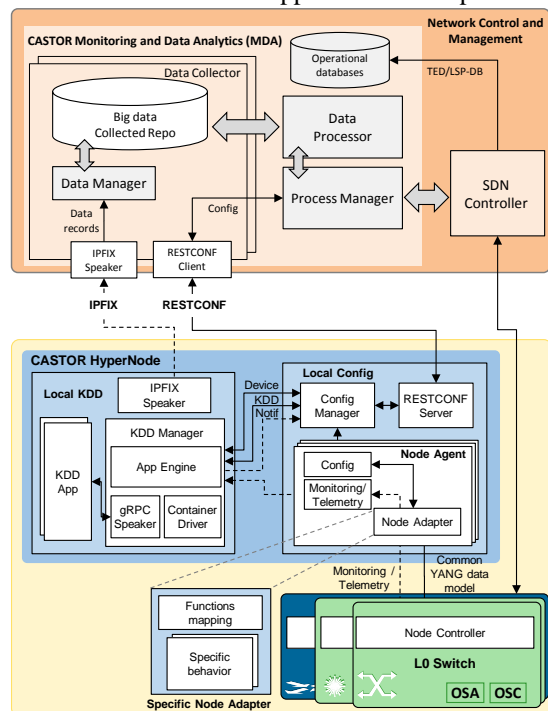 Network Control and
Management
CASTOR Monitoring and Data Analytics (MDA)
Operational
databases
TED/LSP-DB
Data Collector
Big data
Collected Repo
Data
Processor
Data Manager
Process Manager
SDN
Controller
Data
records
Config
IPFIX
Speaker
RESTCONF
Client
IPFIX
RESTCONF
CASTOR HyperNode
Local KDD
Local Config
IPFIX
Speaker
Device
KDD
Notif
Config
Manager
RESTCONF
Server
KDD Manager
App Engine
KDD
App
gRPC
Speaker
Container
Driver
Node Agent
Config
Monitoring/
Telemetry
Node Adapter
Monitoring /
Telemetry
Common
YANG data
model
Functions
mapping
Specific
behavior
Specific Node Adapter
Node Controller
L0 Switch
OSA
OSC